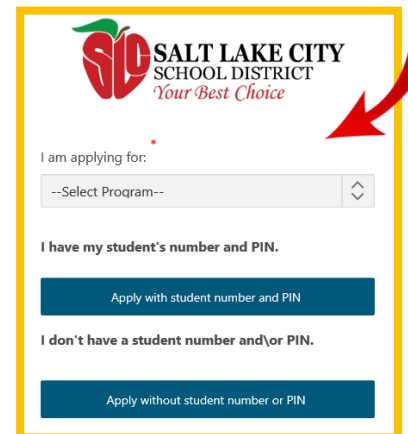 SLC
SALT LAKE CITY
SCHOOL DISTRICT
Your Best Choice
*
I am applying for:
--Select Program--
I have my student's number and PIN.
Apply with student number and PIN
I don't have a student number and\or PIN.
Apply without student number or PIN